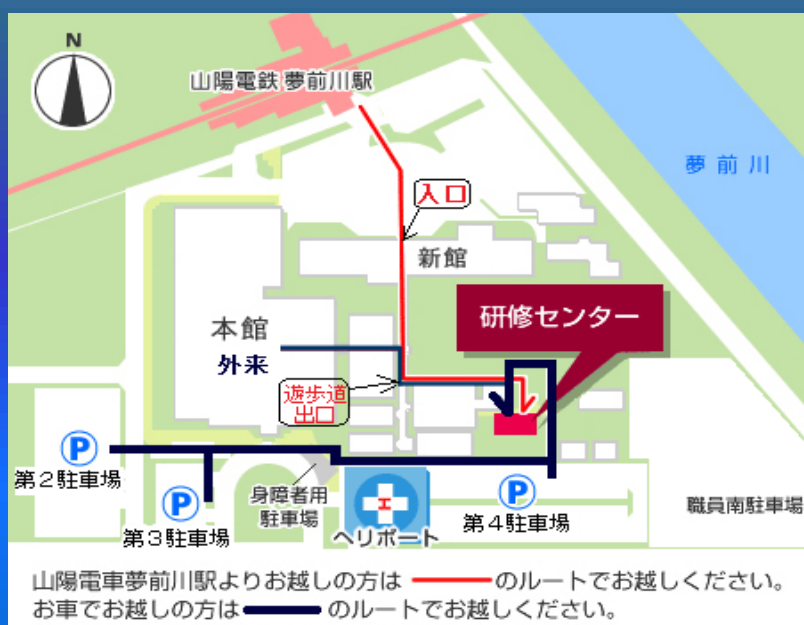 N
山陽電鉄 夢前川駅
夢前川
入口
新館
研修センター
本館
外来
遊歩道
出口
P
第2駐車場
P
第3駐車場
身障者用
駐車場
H
ヘリポート
P
第4駐車場
職員南駐車場
山陽電車夢前川駅よりお越しの方は のルートでお越しください。
お車でお越しの方は のルートでお越しください。